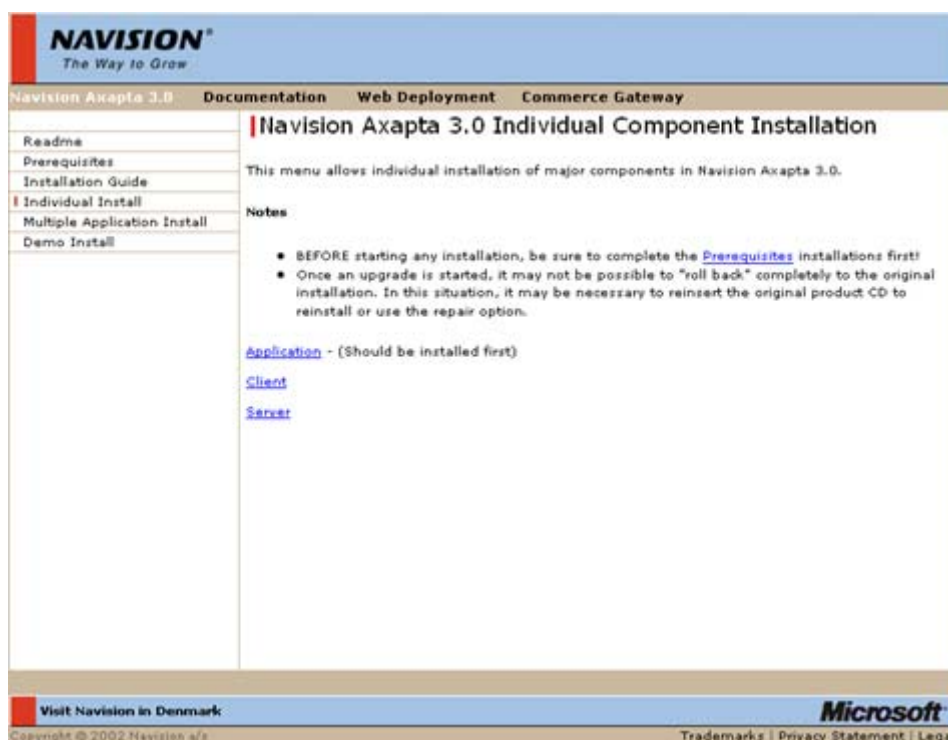 NAVISION®
The Way to Grow
Navision Axapta 3.0 Documentation Web Deployment Commerce Gateway
Readme
Prerequisites
Installation Guide
Individual Install
Multiple Application Install
Demo Install
Navision Axapta 3.0 Individual Component Installation
This menu allows individual installation of major components in Navision Axapta 3.0.
Notes
• BEFORE starting any installation, be sure to complete the Prerequisites installations first!
• Once an upgrade is started, it may not be possible to "roll back" completely to the original
installation. In this situation, it may be necessary to reinsert the original product CD to
reinstall or use the repair option.
Application - (Should be installed first)
Client
Server
Visit Navision in Denmark
Microsoft
Copyright © 2002 Navision a/s
Trademarks | Privacy Statement | Lega